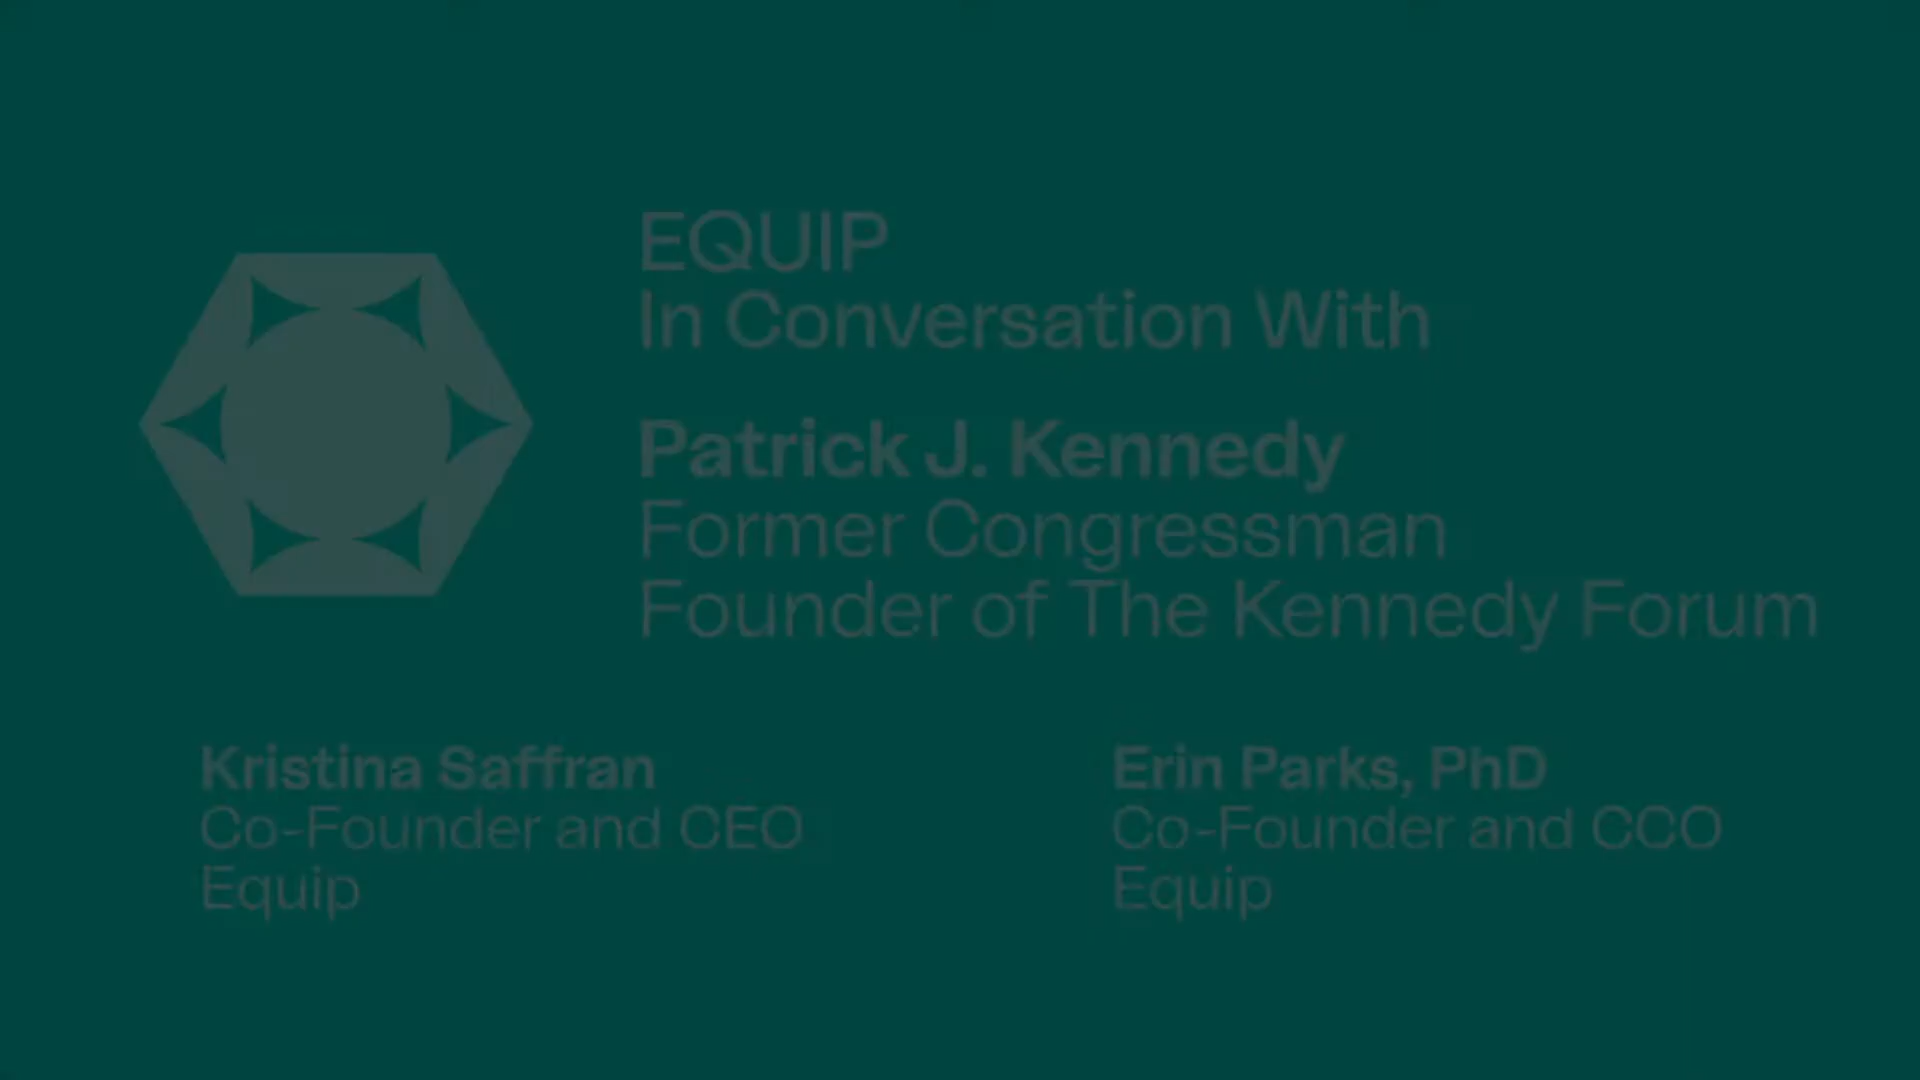 EQUIP
In Conversation With
Patrick J. Kennedy
Former Congressman
Founder of The Kennedy Forum
Kristina Saffran
Co-Founder and CEO
Equip
Erin Parks, PhD
Co-Founder and CCO
Equip